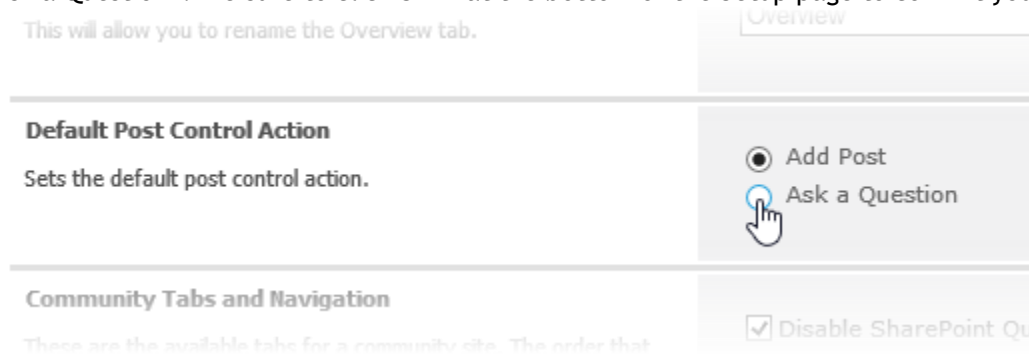 This will allow you to rename the Overview tab.
Overview
Default Post Control Action
Sets the default post control action.
Add Post
Ask a Question
Community Tabs and Navigation
These are the available tabs for a community site. The order that
Disable SharePoint